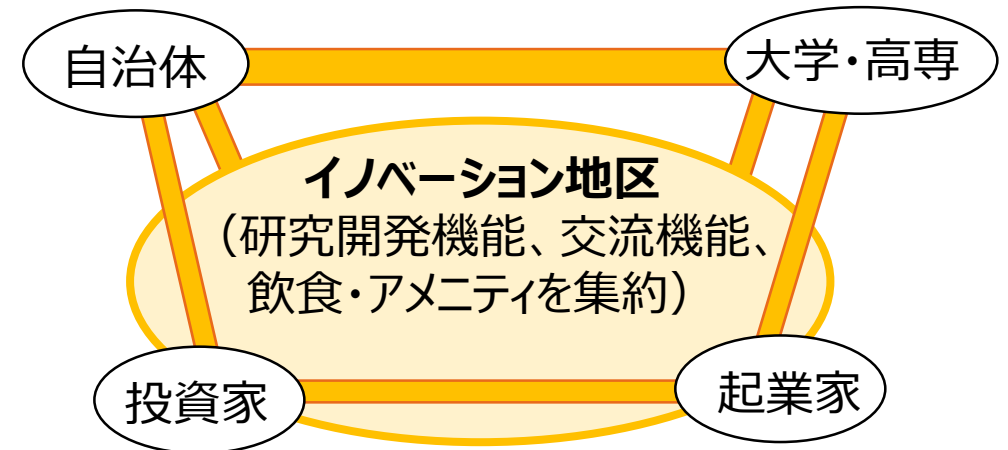 自治体
大学・高専
イノベーション地区
（研究開発機能、交流機能、
飲食・アメニティを集約）
投資家
起業家